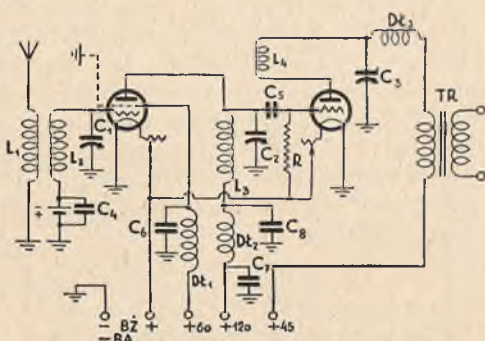 Dł₃
L₄
C₃
TR
C₅
C₁
C₂
R
L₁
L₂
L₃
C₄
C₆
Dł₂
C₈
Dł₁
C₇
- BŻ + +60 +120 +45
- BA